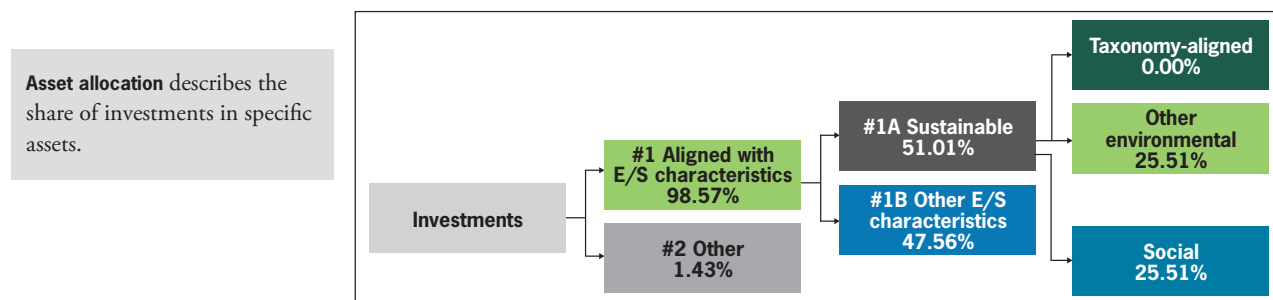 Asset allocation describes the
share of investments in specific
assets.
Investments
#1 Aligned with
E/S characteristics
98.57%
#2 Other
1.43%
#1A Sustainable
51.01%
#1B Other E/S
characteristics
47.56%
Taxonomy-aligned
0.00%
Other
environmental
25.51%
Social
25.51%